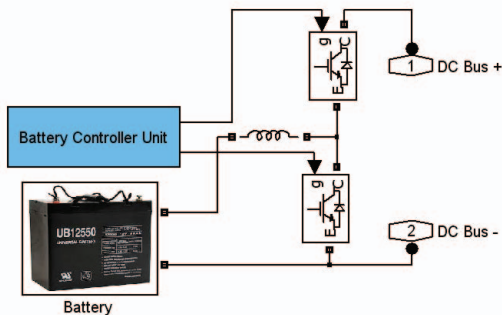 g C
E
1 DC Bus +
Battery Controller Unit
g C
E
UB12550
2 DC Bus -
Battery